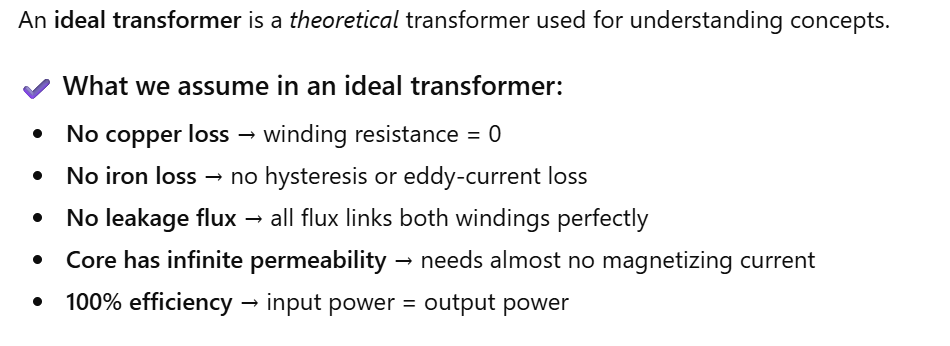 An ideal transformer is a theoretical transformer used for understanding concepts.
What we assume in an ideal transformer:
No copper loss → winding resistance = 0
No iron loss → no hysteresis or eddy-current loss
No leakage flux → all flux links both windings perfectly
Core has infinite permeability → needs almost no magnetizing current
100% efficiency → input power = output power